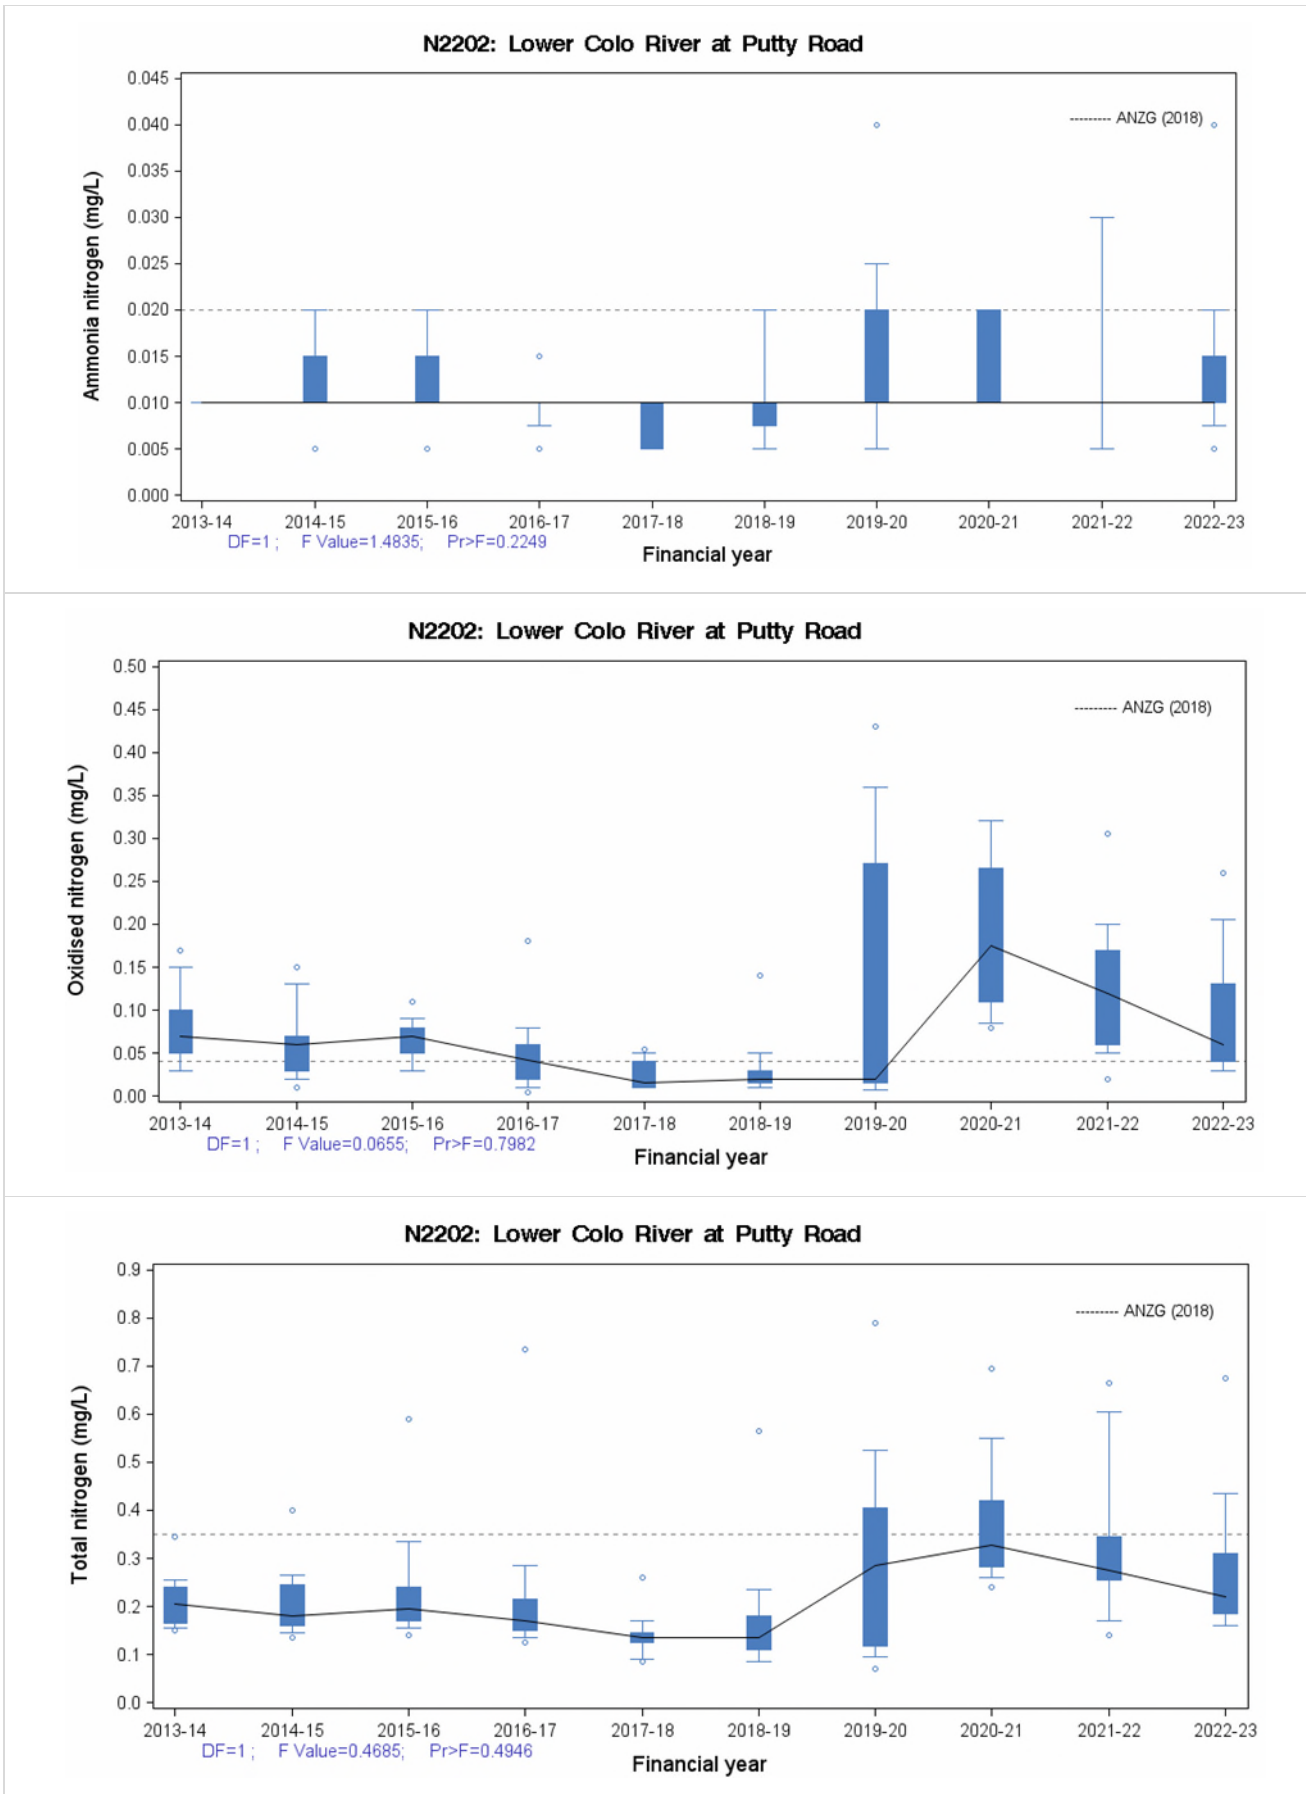 N2202: Lower Colo River at Putty Road
Ammonia nitrogen (mg/L)
0.045
0.040
0.035
0.030
0.025
0.020
0.015
0.010
0.005
0.000
ANZG (2018)
2013-14 2014-15 2015-16 2016-17 2017-18 2018-19 2019-20 2020-21 2021-22 2022-23
DF=1 ; F Value=1.4835; Pr>F=0.2249
Financial year
N2202: Lower Colo River at Putty Road
Oxidised nitrogen (mg/L)
0.50
0.45
0.40
0.35
0.30
0.25
0.20
0.15
0.10
0.05
0.00
ANZG (2018)
2013-14 2014-15 2015-16 2016-17 2017-18 2018-19 2019-20 2020-21 2021-22 2022-23
DF=1 ; F Value=0.0655; Pr>F=0.7982
Financial year
N2202: Lower Colo River at Putty Road
Total nitrogen (mg/L)
0.9
0.8
0.7
0.6
0.5
0.4
0.3
0.2
0.1
0.0
ANZG (2018)
2013-14 2014-15 2015-16 2016-17 2017-18 2018-19 2019-20 2020-21 2021-22 2022-23
DF=1 ; F Value=0.4685; Pr>F=0.4946
Financial year